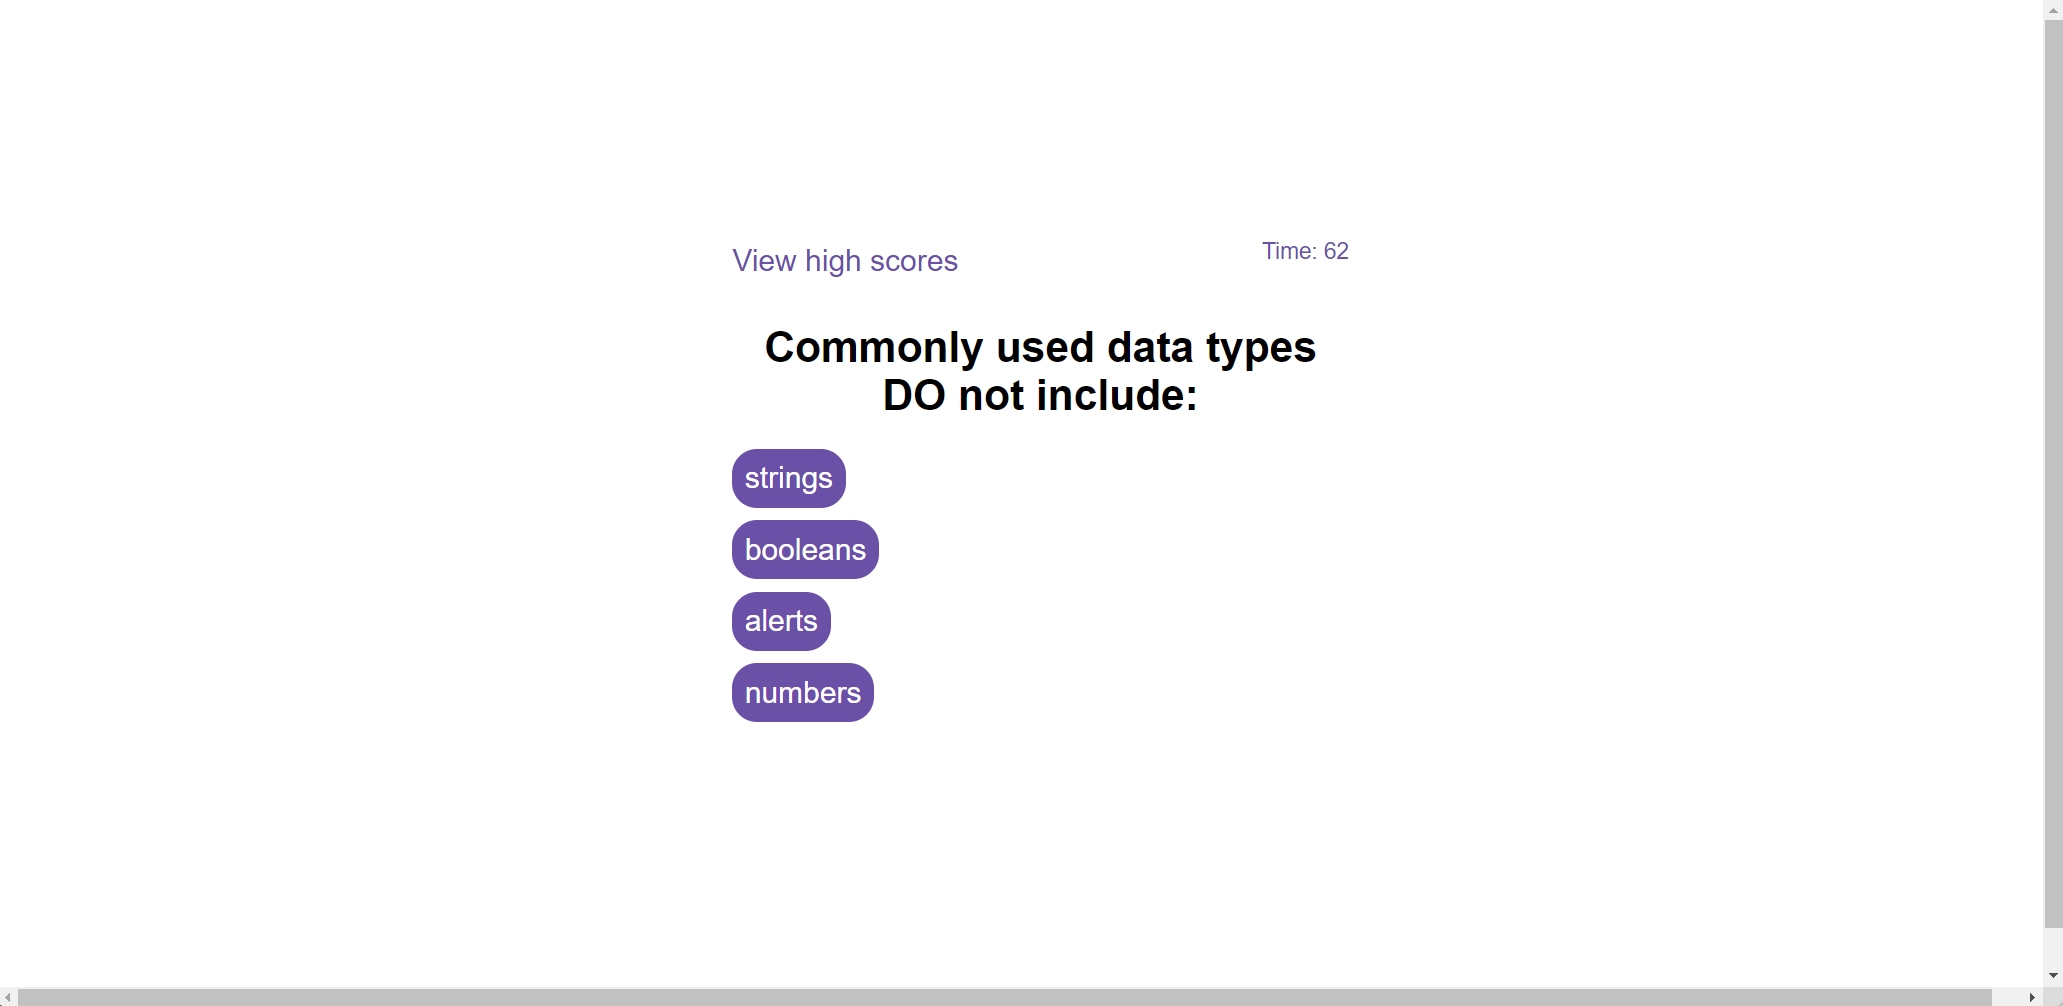 View high scores
Time: 62
Commonly used data types
DO not include:
strings
booleans
alerts
numbers